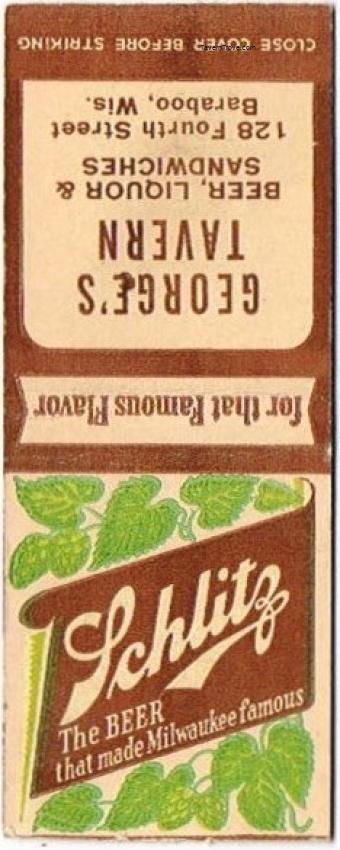 CLOSE COVER BEFORE STRIKING
GEORGE'S
TAVERN
BEER, LIQUOR &
SANDWICHES
128 Fourth Street
Baraboo, Wis.
for that Famous Flavor
Schlitz
The BEER
that made Milwaukee famous